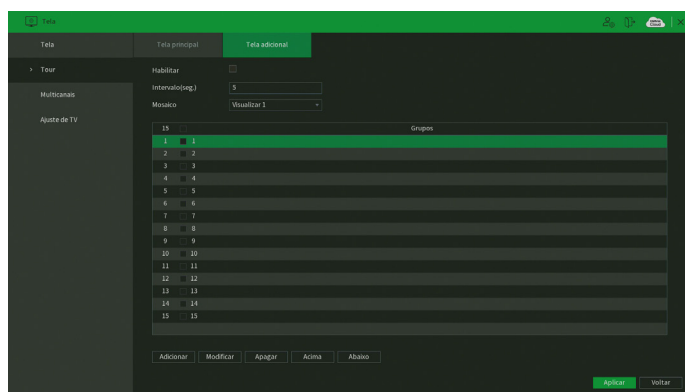 Tela
Tela
Tela principal
Tela adicional
Tour
Habilitar
Intervalo(seg.)
5
Multicanais
Mosaico
Visualizar 1
Ajuste de TV
15 Grupos
1 1
2 2
3 3
4 4
5 5
6 6
7 7
8 8
9 9
10 10
11 11
12 12
13 13
14 14
15 15
Adicionar Modificar Apagar Acima Abaixo
Aplicar Voltar